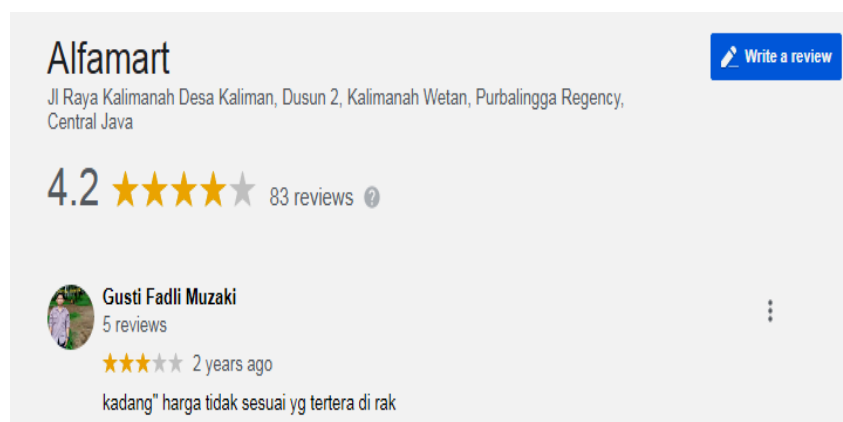 Alfamart
Write a review
Jl Raya Kalimanah Desa Kaliman, Dusun 2, Kalimanah Wetan, Purbalingga Regency,
Central Java
4.2 83 reviews
Gusti Fadli Muzaki
5 reviews
2 years ago
kadang" harga tidak sesuai yg tertera di rak